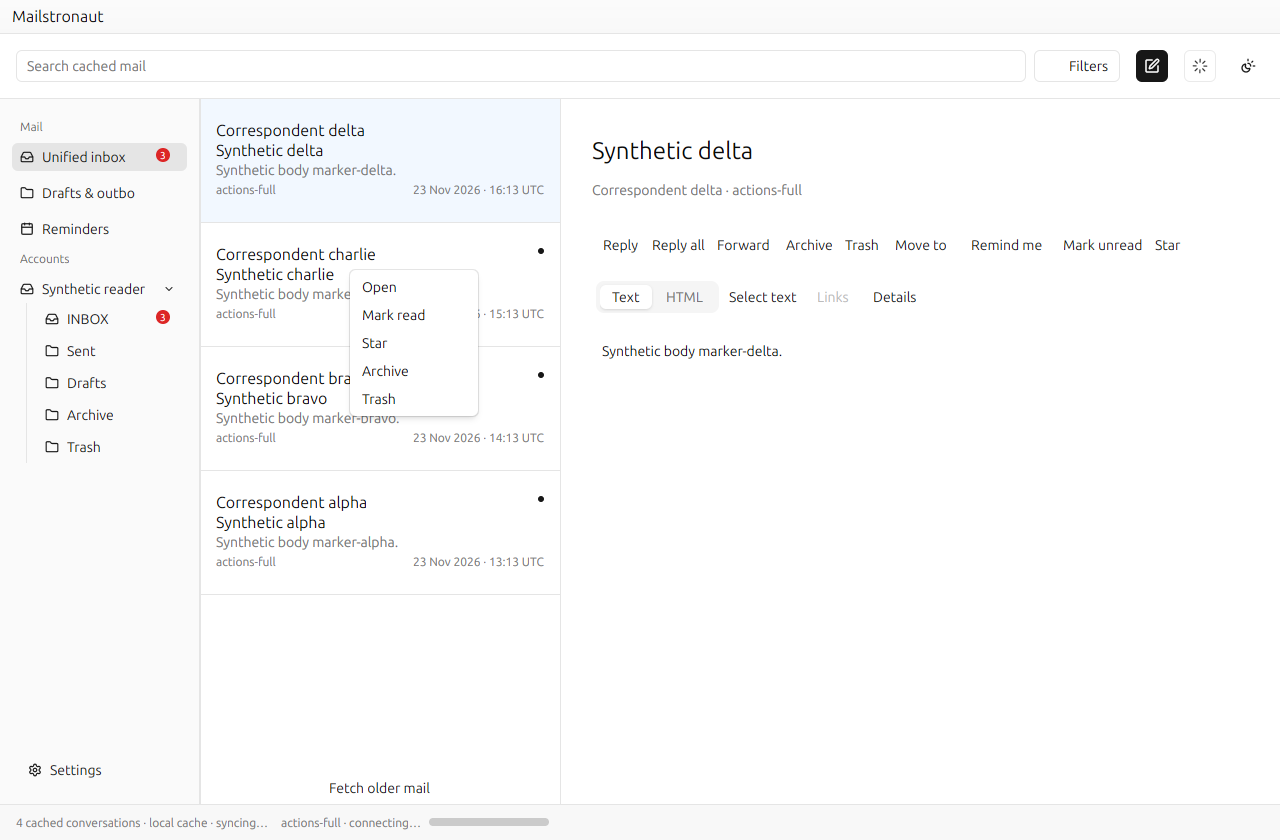 Mailstronaut
Search cached mail
Filters
Mail
Unified inbox 3
Drafts & outbo
Reminders
Accounts
Synthetic reader
INBOX 3
Sent
Drafts
Archive
Trash
Settings
Correspondent delta
Synthetic delta
Synthetic body marker-delta.
actions-full 23 Nov 2026 · 16:13 UTC
Correspondent charlie
Synthetic charlie
Synthetic body marke
actions-full 15:13 UTC
Open
Mark read
Star
Archive
Trash
Correspondent bra
Synthetic bravo
Synthetic body marker-bravo.
actions-full 23 Nov 2026 · 14:13 UTC
Correspondent alpha
Synthetic alpha
Synthetic body marker-alpha.
actions-full 23 Nov 2026 · 13:13 UTC
Fetch older mail
Synthetic delta
Correspondent delta · actions-full
Reply Reply all Forward Archive Trash Move to Remind me Mark unread Star
Text HTML Select text Links Details
Synthetic body marker-delta.
4 cached conversations · local cache · syncing… actions-full · connecting…